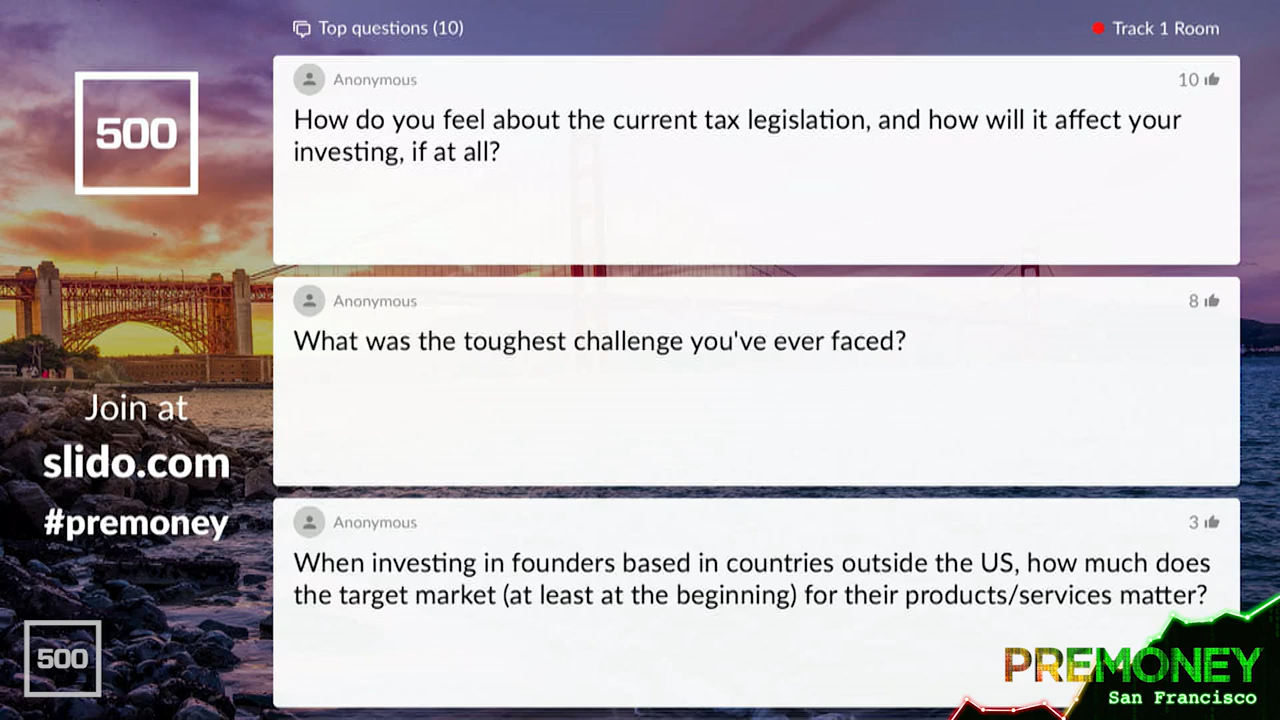 Top questions (10)
Track 1 Room
500
Anonymous
10
How do you feel about the current tax legislation, and how will it affect your
investing, if at all?
Anonymous
8
What was the toughest challenge you've ever faced?
Join at
slido.com
#premoney
Anonymous
3
When investing in founders based in countries outside the US, how much does
the target market (at least at the beginning) for their products/services matter?
500
PREMONEY
San Francisco